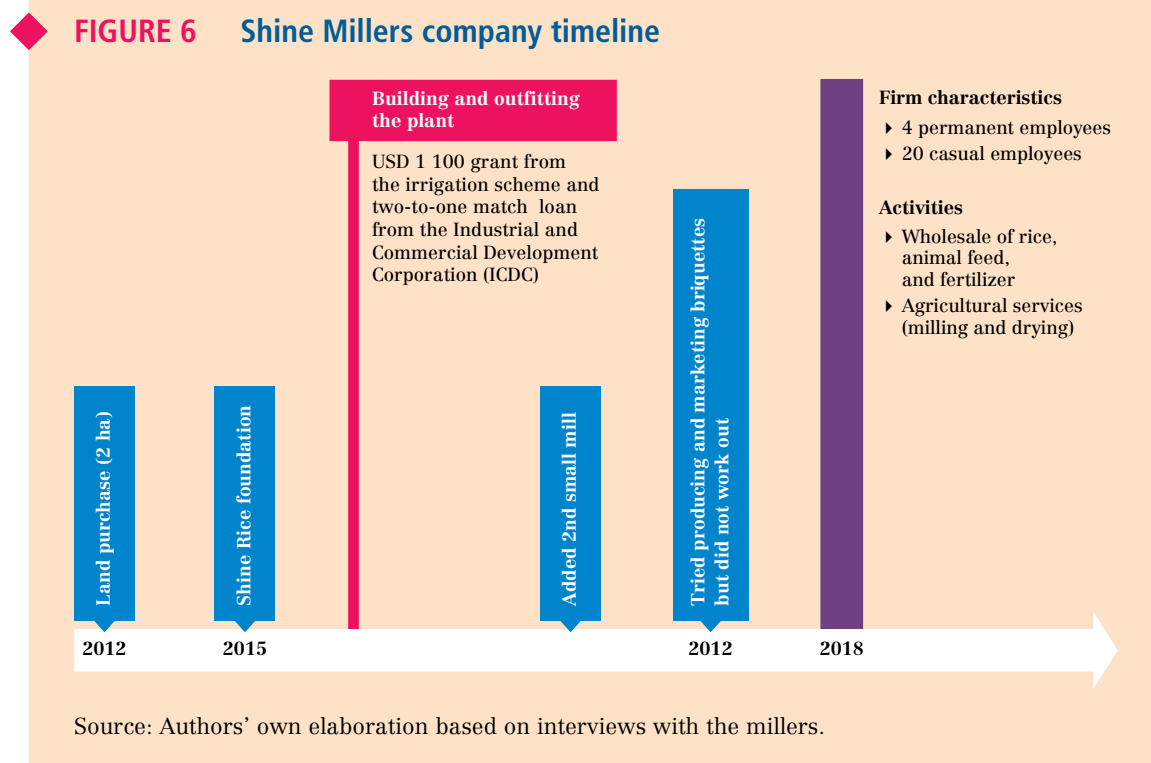 FIGURE 6 Shine Millers company timeline
Building and outfitting
the plant
USD 1 100 grant from
the irrigation scheme and
two-to-one match loan
from the Industrial and
Commercial Development
Corporation (ICDC)
Firm characteristics
4 permanent employees
20 casual employees
Activities
Wholesale of rice,
animal feed,
and fertilizer
Agricultural services
(milling and drying)
Land purchase (2 ha)
Shine Rice foundation
Added 2nd small mill
Tried producing and marketing briquettes
but did not work out
2012 2015 2012 2018
Source: Authors' own elaboration based on interviews with the millers.